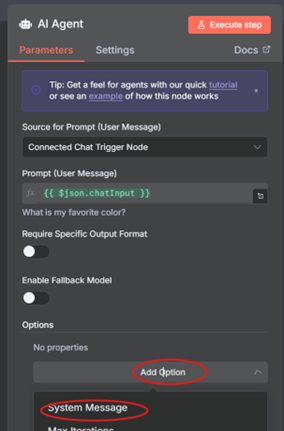 AI Agent
Execute step
Parameters
Settings
Docs
Tip: Get a feel for agents with our quick tutorial
or see an example of how this node works
Source for Prompt (User Message)
Connected Chat Trigger Node
Prompt (User Message)
fx {{ $json.chatInput }}
What is my favorite color?
Require Specific Output Format
Enable Fallback Model
Options
No properties
Add Option
System Message
Max Iterations